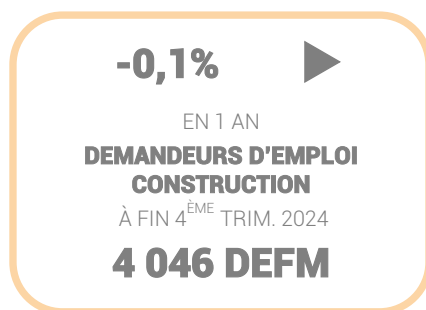 -0,1%
EN 1 AN
DEMANDEURS D'EMPLOI
CONSTRUCTION
À FIN 4ÈME TRIM. 2024
4 046 DEFM